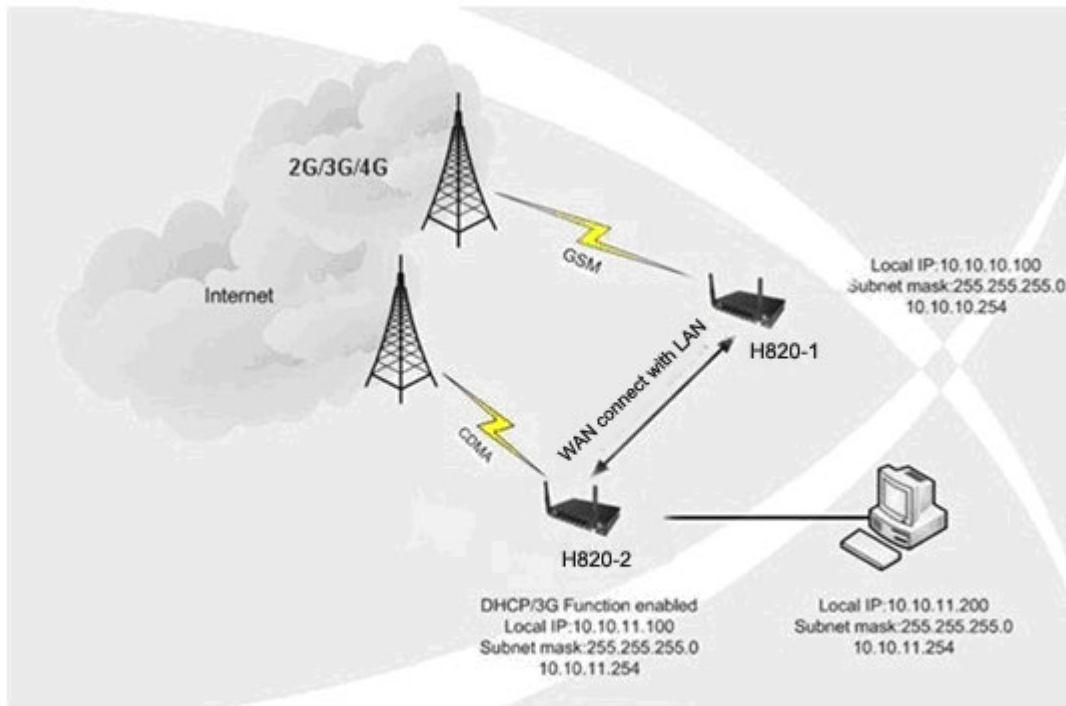 2G/3G/4G
Internet
GSM
CDMA
WAN connect with LAN
Local IP:10.10.10.100
Subnet mask:255.255.255.0
10.10.10.254
H820-1
H820-2
DHCP/3G Function enabled
Local IP:10.10.11.100
Subnet mask:255.255.255.0
10.10.11.254
Local IP:10.10.11.200
Subnet mask:255.255.255.0
10.10.11.254